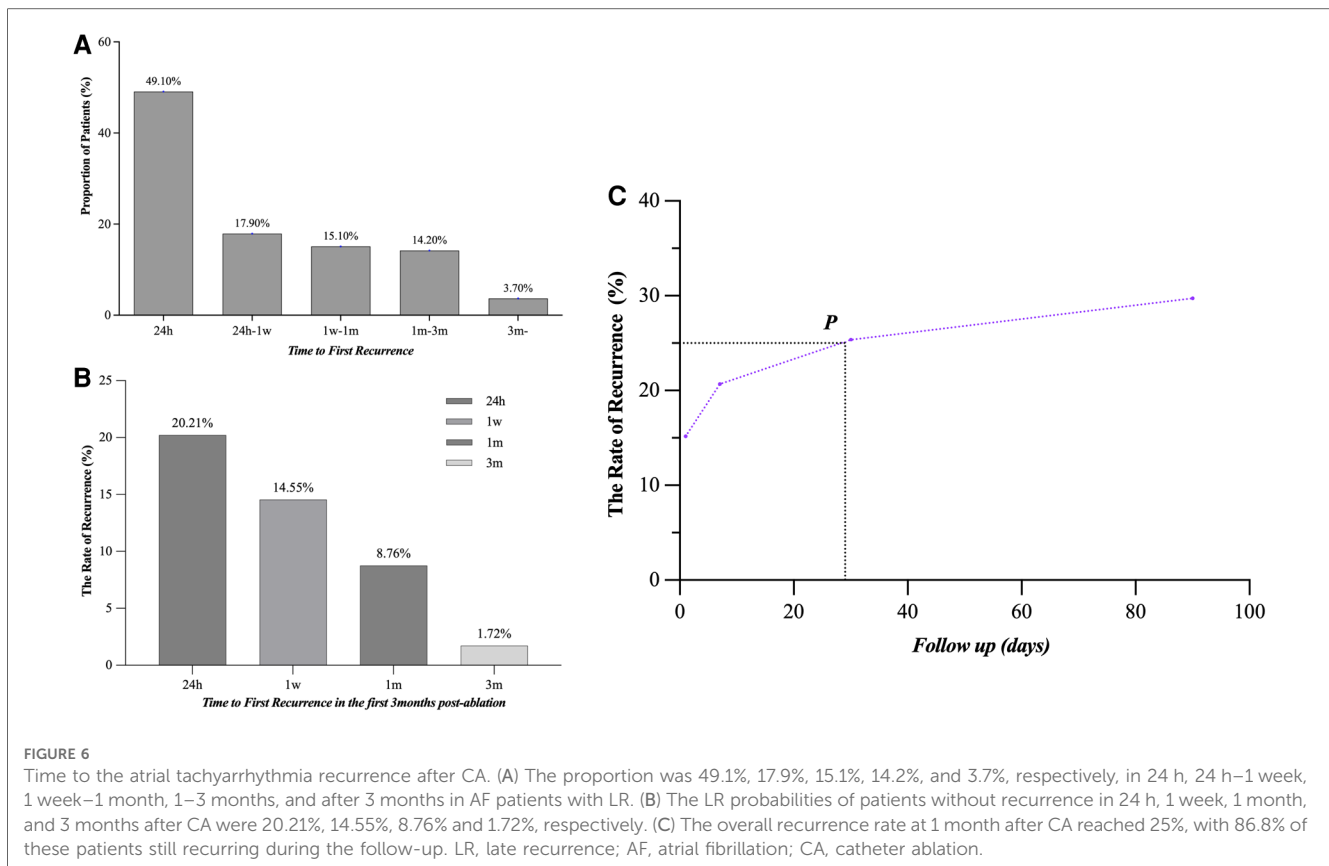 A
60
40
20
0
Proportion of Patients (%)
49.10%
17.90%
15.10%
14.20%
3.70%
24h
24h-1w
1w-1m
1m-3m
3m-
Time to First Recurrence
B
25
20
15
10
5
0
The Rate of Recurrence (%)
20.21%
14.55%
8.76%
1.72%
24h
1w
1m
3m
24h
1w
1m
3m
Time to First Recurrence in the first 3months post-ablation
C
40
30
20
10
0
The Rate of Recurrence (%)
P
0
20
40
60
80
100
Follow up (days)
FIGURE 6
Time to the atrial tachyarrhythmia recurrence after CA. (A) The proportion was 49.1%, 17.9%, 15.1%, 14.2%, and 3.7%, respectively, in 24 h, 24 h–1 week,
1 week–1 month, 1–3 months, and after 3 months in AF patients with LR. (B) The LR probabilities of patients without recurrence in 24 h, 1 week, 1 month,
and 3 months after CA were 20.21%, 14.55%, 8.76% and 1.72%, respectively. (C) The overall recurrence rate at 1 month after CA reached 25%, with 86.8% of
these patients still recurring during the follow-up. LR, late recurrence; AF, atrial fibrillation; CA, catheter ablation.